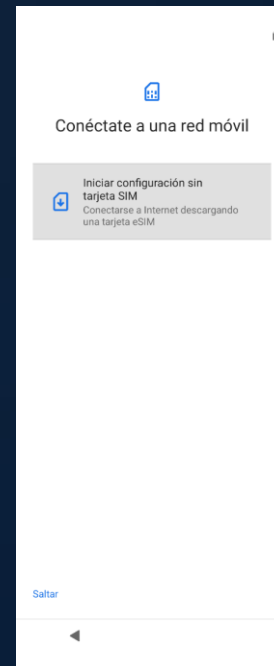 Conéctate a una red móvil
Iniciar configuración sin
tarjeta SIM
Conectarse a Internet descargando
una tarjeta eSIM
Saltar